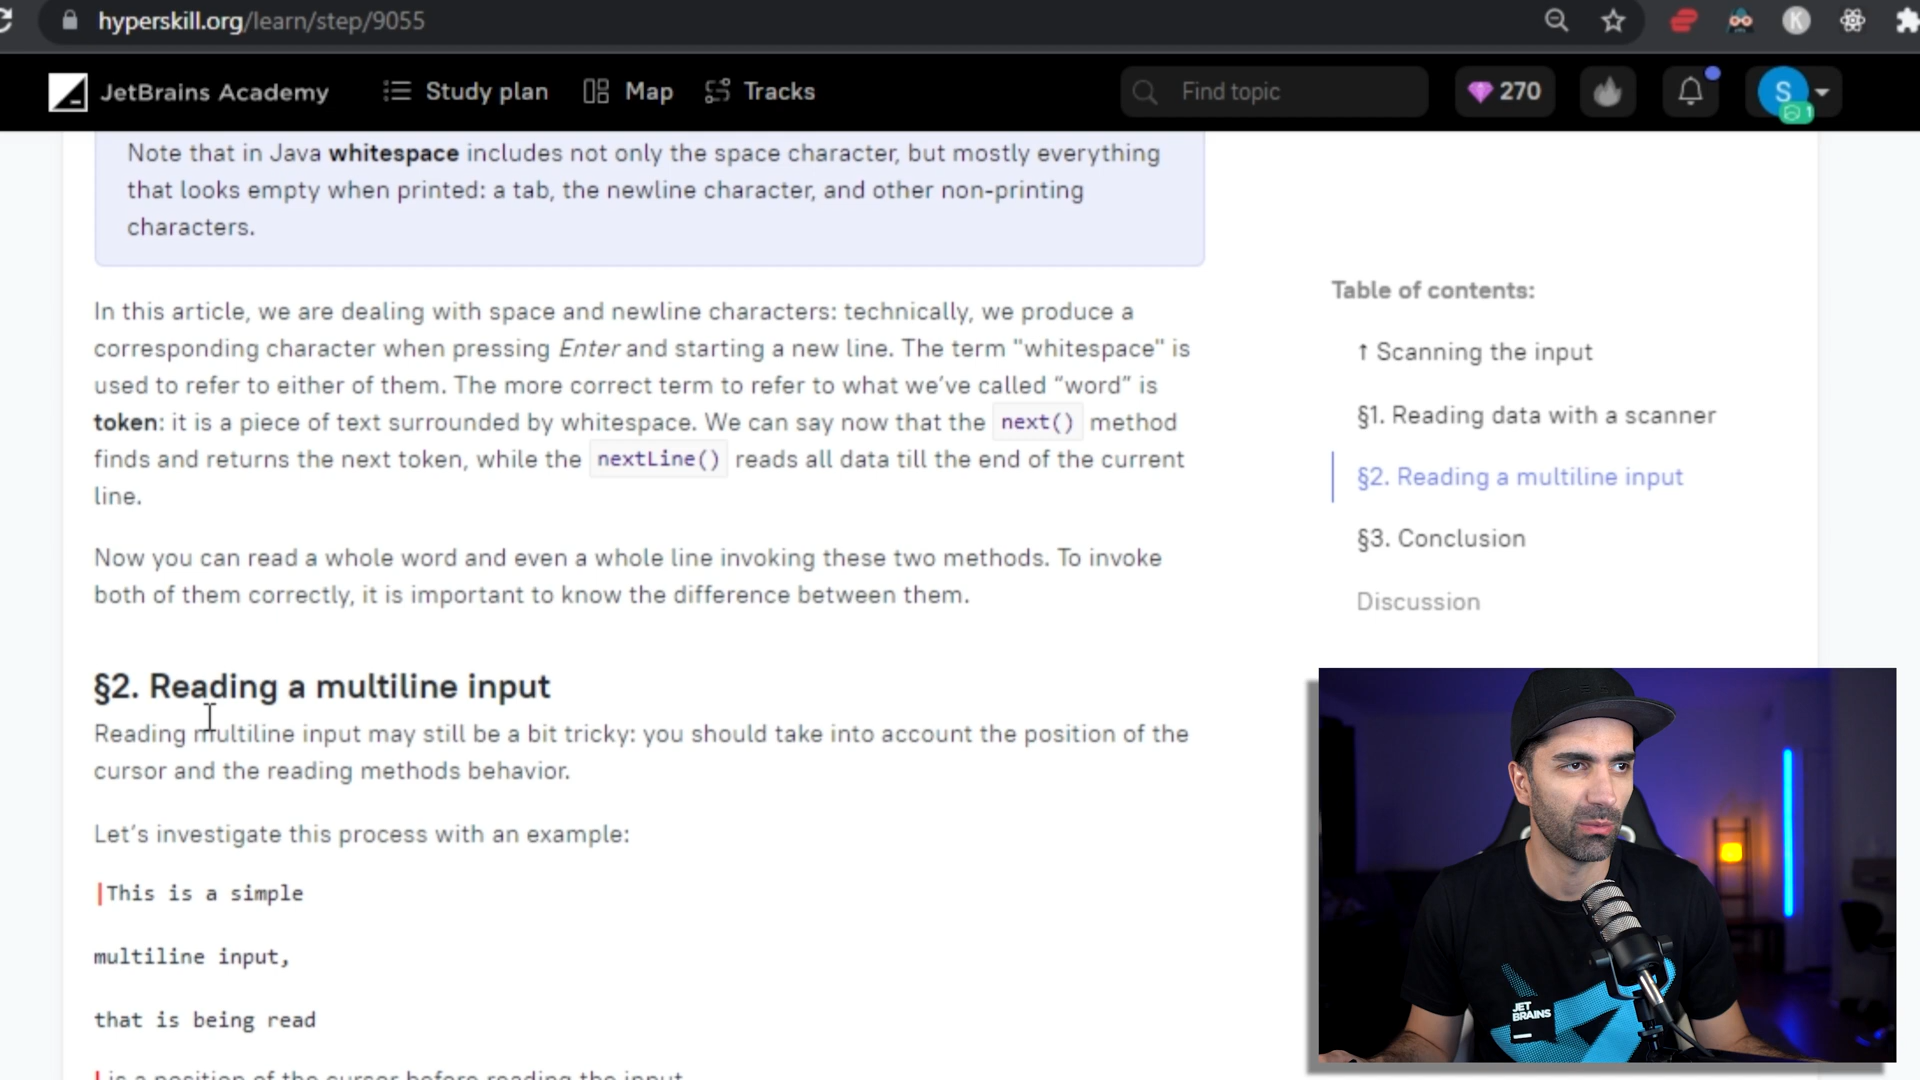 hyperskill.org/learn/step/9055
K
JetBrains Academy
Study plan
Map
Tracks
Find topic
270
S
1
Note that in Java whitespace includes not only the space character, but mostly everything
that looks empty when printed: a tab, the newline character, and other non-printing
characters.
In this article, we are dealing with space and newline characters: technically, we produce a
corresponding character when pressing Enter and starting a new line. The term "whitespace" is
used to refer to either of them. The more correct term to refer to what we’ve called “word” is
token: it is a piece of text surrounded by whitespace. We can say now that the next() method
finds and returns the next token, while the nextLine() reads all data till the end of the current
line.
Now you can read a whole word and even a whole line invoking these two methods. To invoke
both of them correctly, it is important to know the difference between them.
§2. Reading a multiline input
Reading multiline input may still be a bit tricky: you should take into account the position of the
cursor and the reading methods behavior.
Let’s investigate this process with an example:
|This is a simple
multiline input,
that is being read
| is a position of the cursor before reading the input
Table of contents:
↑ Scanning the input
§1. Reading data with a scanner
§2. Reading a multiline input
§3. Conclusion
Discussion
JET
BRAINS